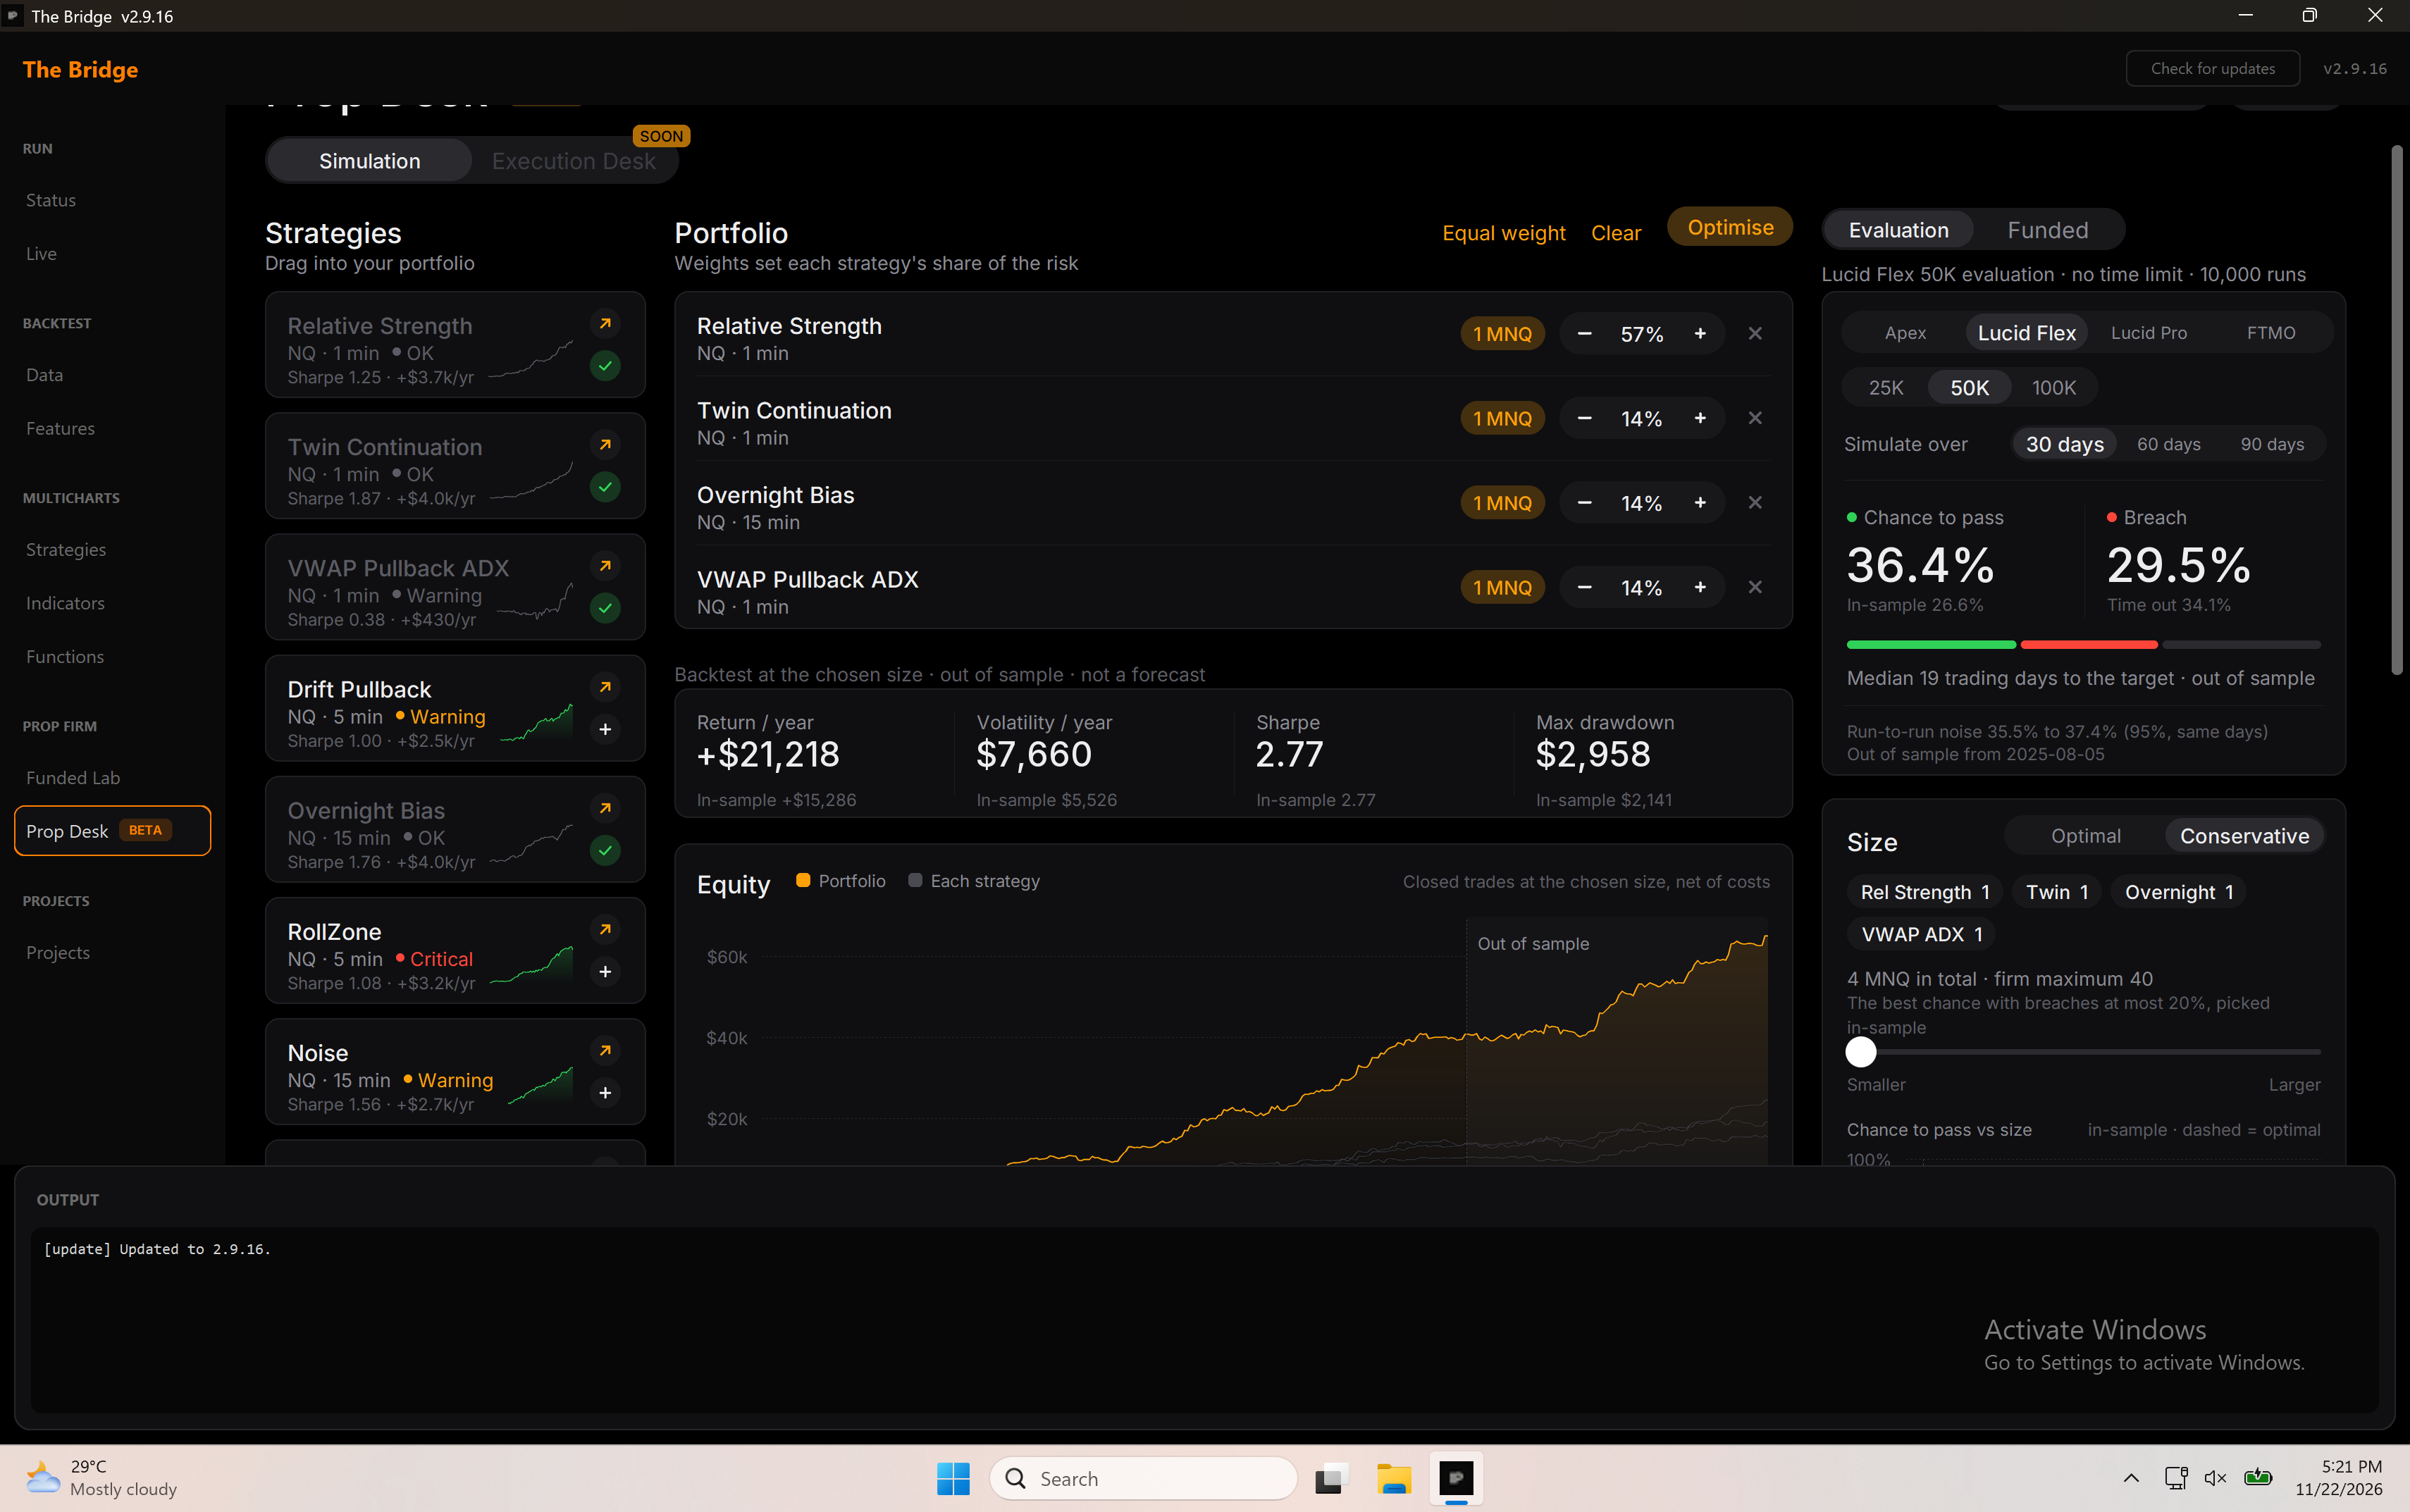 The Bridge v2.9.16
The Bridge
Check for updates
v2.9.16
RUN
Status
Live
BACKTEST
Data
Features
MULTICHARTS
Strategies
Indicators
Functions
PROP FIRM
Funded Lab
Prop Desk BETA
PROJECTS
Projects
Prop Desk
Simulation
Execution Desk
SOON
Strategies
Drag into your portfolio
Relative Strength
NQ · 1 min OK
Sharpe 1.25 · +$3.7k/yr
Twin Continuation
NQ · 1 min OK
Sharpe 1.87 · +$4.0k/yr
VWAP Pullback ADX
NQ · 1 min Warning
Sharpe 0.38 · +$430/yr
Drift Pullback
NQ · 5 min Warning
Sharpe 1.00 · +$2.5k/yr
Overnight Bias
NQ · 15 min OK
Sharpe 1.76 · +$4.0k/yr
RollZone
NQ · 5 min Critical
Sharpe 1.08 · +$3.2k/yr
Noise
NQ · 15 min Warning
Sharpe 1.56 · +$2.7k/yr
Portfolio
Weights set each strategy's share of the risk
Equal weight
Clear
Optimise
Relative Strength
NQ · 1 min
1 MNQ − 57% +
Twin Continuation
NQ · 1 min
1 MNQ − 14% +
Overnight Bias
NQ · 15 min
1 MNQ − 14% +
VWAP Pullback ADX
NQ · 1 min
1 MNQ − 14% +
Backtest at the chosen size · out of sample · not a forecast
Return / year
+$21,218
In-sample +$15,286
Volatility / year
$7,660
In-sample $5,526
Sharpe
2.77
In-sample 2.77
Max drawdown
$2,958
In-sample $2,141
Equity
Portfolio
Each strategy
Closed trades at the chosen size, net of costs
Out of sample
$60k
$40k
$20k
Evaluation
Funded
Lucid Flex 50K evaluation · no time limit · 10,000 runs
Apex
Lucid Flex
Lucid Pro
FTMO
25K
50K
100K
Simulate over
30 days
60 days
90 days
Chance to pass
36.4%
In-sample 26.6%
Breach
29.5%
Time out 34.1%
Median 19 trading days to the target · out of sample
Run-to-run noise 35.5% to 37.4% (95%, same days)
Out of sample from 2025-08-05
Size
Optimal
Conservative
Rel Strength 1
Twin 1
Overnight 1
VWAP ADX 1
4 MNQ in total · firm maximum 40
The best chance with breaches at most 20%, picked
in-sample
Smaller
Larger
Chance to pass vs size
in-sample · dashed = optimal
100%
OUTPUT
[update] Updated to 2.9.16.
Activate Windows
Go to Settings to activate Windows.
29°C
Mostly cloudy
Search
5:21 PM
11/22/2026